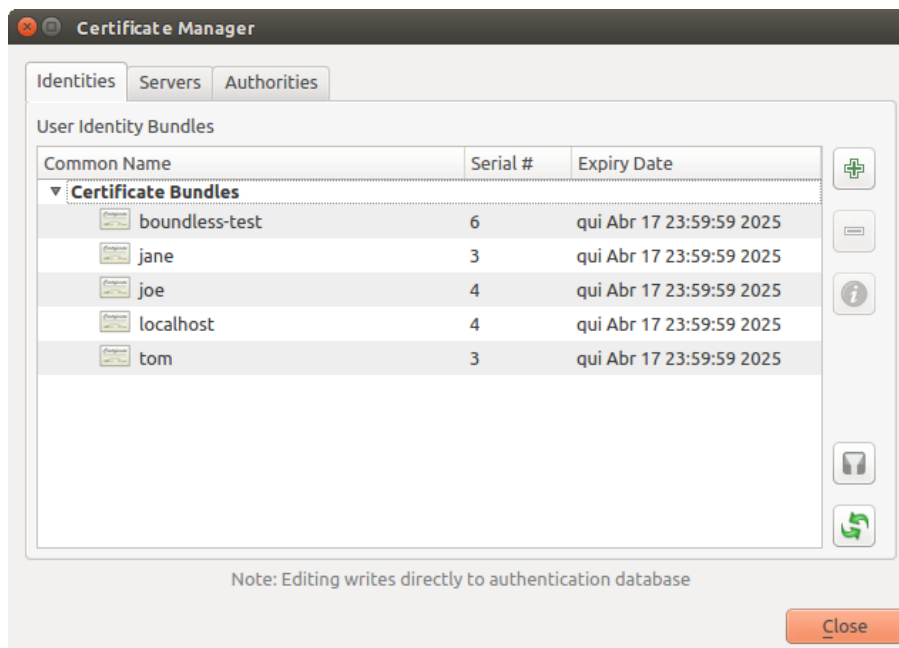 Certificate Manager
Identities Servers Authorities
User Identity Bundles
Common Name Serial # Expiry Date
Certificate Bundles
boundless-test 6 qui Abr 17 23:59:59 2025
jane 3 qui Abr 17 23:59:59 2025
joe 4 qui Abr 17 23:59:59 2025
localhost 4 qui Abr 17 23:59:59 2025
tom 3 qui Abr 17 23:59:59 2025
Note: Editing writes directly to authentication database
Close